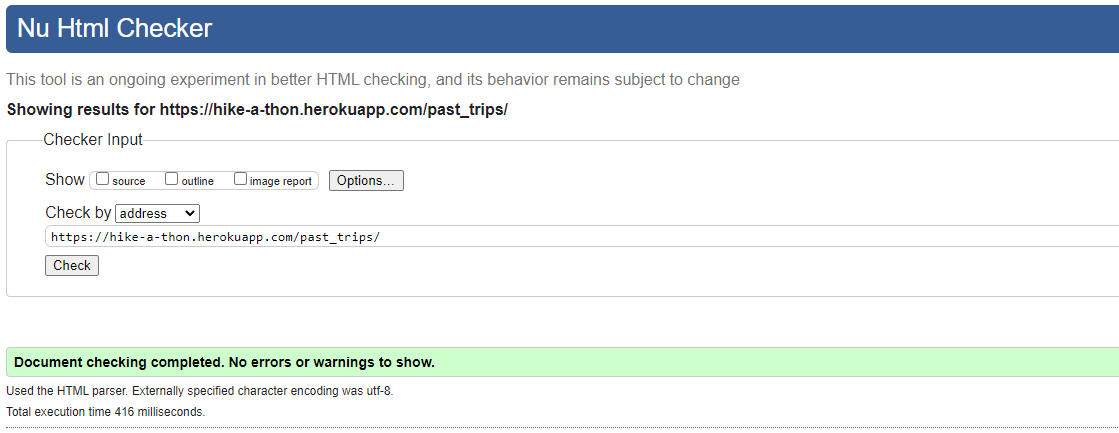 Nu Html Checker
This tool is an ongoing experiment in better HTML checking, and its behavior remains subject to change
Showing results for https://hike-a-thon.herokuapp.com/past_trips/
Checker Input
Show source outline image report Options...
Check by address
https://hike-a-thon.herokuapp.com/past_trips/
Check
Document checking completed. No errors or warnings to show.
Used the HTML parser. Externally specified character encoding was utf-8.
Total execution time 416 milliseconds.